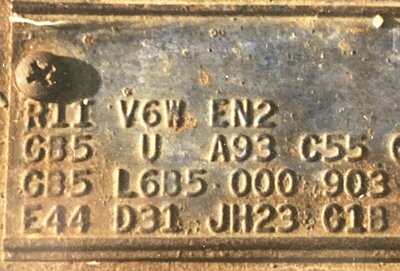 R11 V6W EN2
GB5 U A93 C55
GB5 L6B5 000 903
E44 D31 JH23 G1B